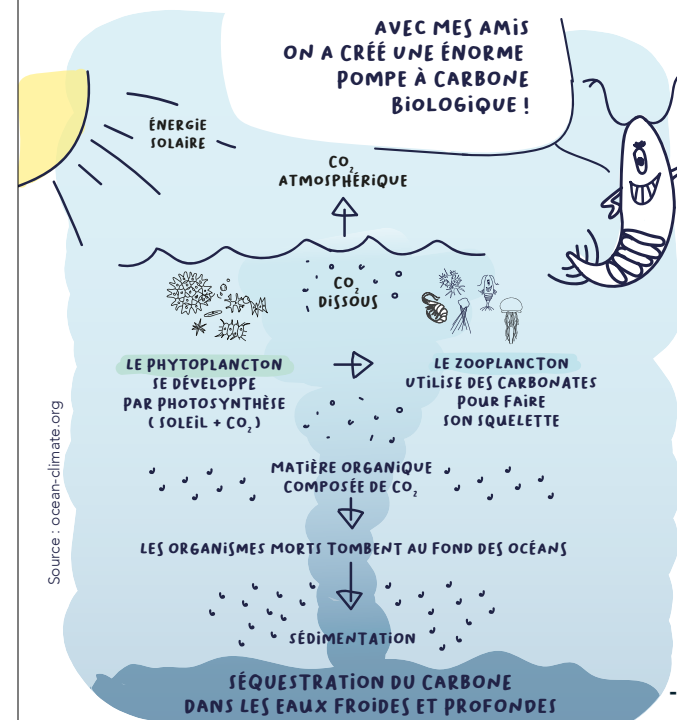 AVEC MES AMIS
ON A CRÉÉ UNE ÉNORME
POMPE À CARBONE
BIOLOGIQUE !
ÉNERGIE
SOLAIRE
CO₂
ATMOSPHÉRIQUE
CO₂
DISSOUS
LE PHYTOPLANCTON
SE DÉVELOPPE
PAR PHOTOSYNTHÈSE
( SOLEIL + CO₂ )
LE ZOOPLANCTON
UTILISE DES CARBONATES
POUR FAIRE
SON SQUELETTE
MATIÈRE ORGANIQUE
COMPOSÉE DE CO₂
LES ORGANISMES MORTS TOMBENT AU FOND DES OCÉANS
SÉDIMENTATION
SÉQUESTRATION DU CARBONE
DANS LES EAUX FROIDES ET PROFONDES
Source : ocean-climate.org